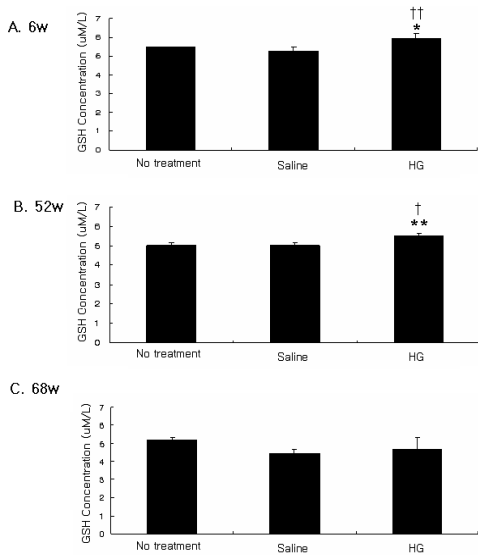 A. 6w
GSH Concentration (uM/L)
7
6
5
4
3
2
1
0
††
*
No treatment
Saline
HG
B. 52w
GSH Concentration (uM/L)
7
6
5
4
3
2
1
0
†
**
No treatment
Saline
HG
C. 68w
GSH Concentration (uM/L)
7
6
5
4
3
2
1
0
No treatment
Saline
HG